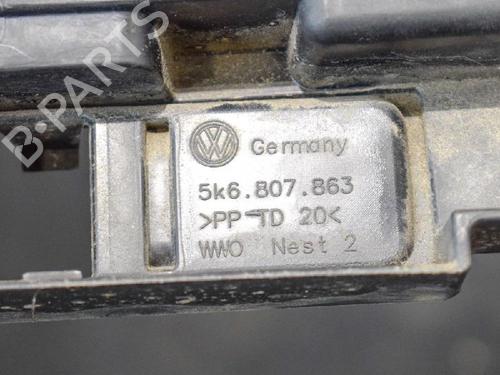 B-PARTS
Germany
5k6.807.863
>PP-TD 20<
WWO Nest 2